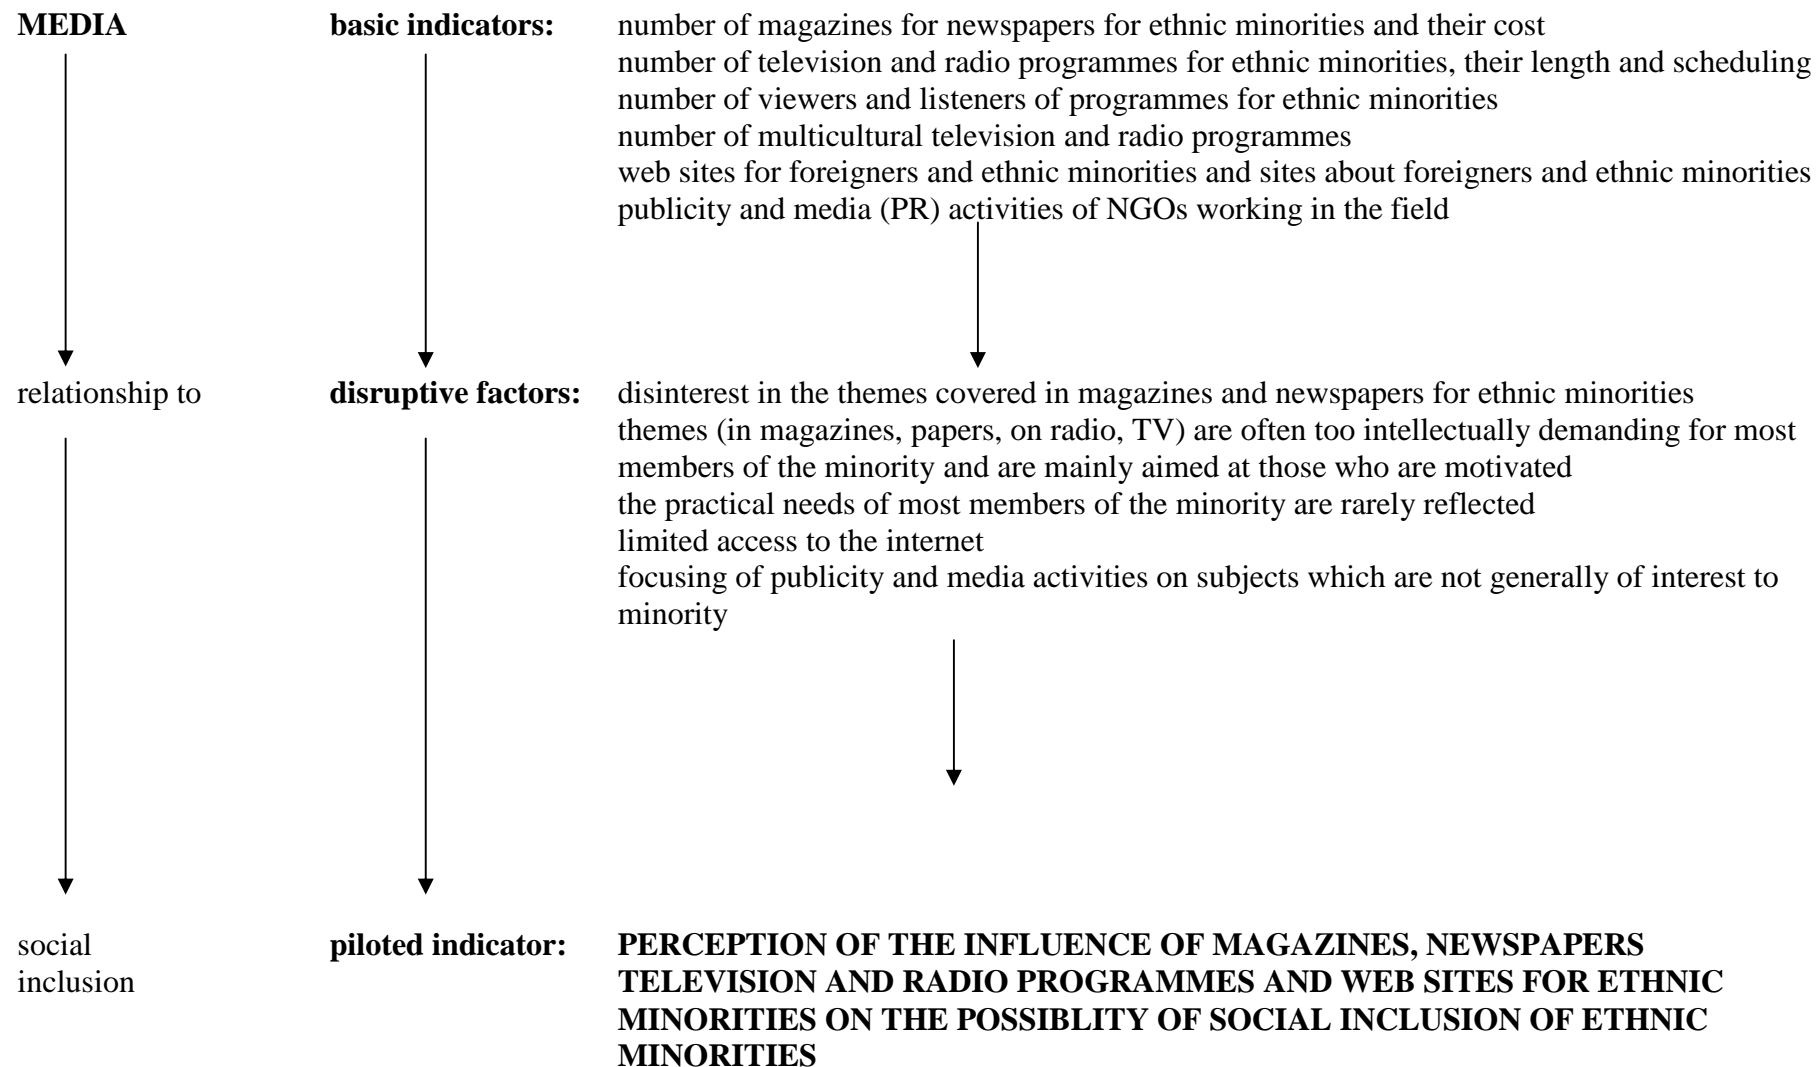 MEDIA basic indicators: number of magazines for newspapers for ethnic minorities and their cost
number of television and radio programmes for ethnic minorities, their length and scheduling
number of viewers and listeners of programmes for ethnic minorities
number of multicultural television and radio programmes
web sites for foreigners and ethnic minorities and sites about foreigners and ethnic minorities
publicity and media (PR) activities of NGOs working in the field
relationship to disruptive factors: disinterest in the themes covered in magazines and newspapers for ethnic minorities
themes (in magazines, papers, on radio, TV) are often too intellectually demanding for most
members of the minority and are mainly aimed at those who are motivated
the practical needs of most members of the minority are rarely reflected
limited access to the internet
focusing of publicity and media activities on subjects which are not generally of interest to
minority
social piloted indicator: PERCEPTION OF THE INFLUENCE OF MAGAZINES, NEWSPAPERS
inclusion TELEVISION AND RADIO PROGRAMMES AND WEB SITES FOR ETHNIC
MINORITIES ON THE POSSIBLITY OF SOCIAL INCLUSION OF ETHNIC
MINORITIES